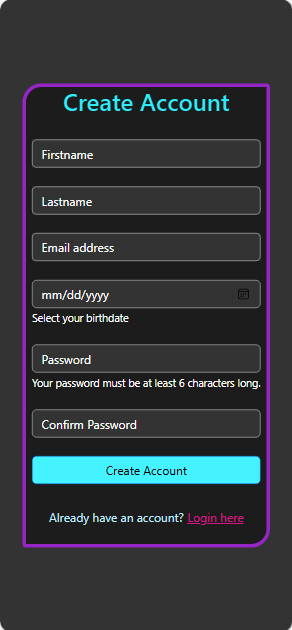 Create Account
Firstname
Lastname
Email address
mm/dd/yyyy
Select your birthdate
Password
Your password must be at least 6 characters long.
Confirm Password
Create Account
Already have an account? Login here